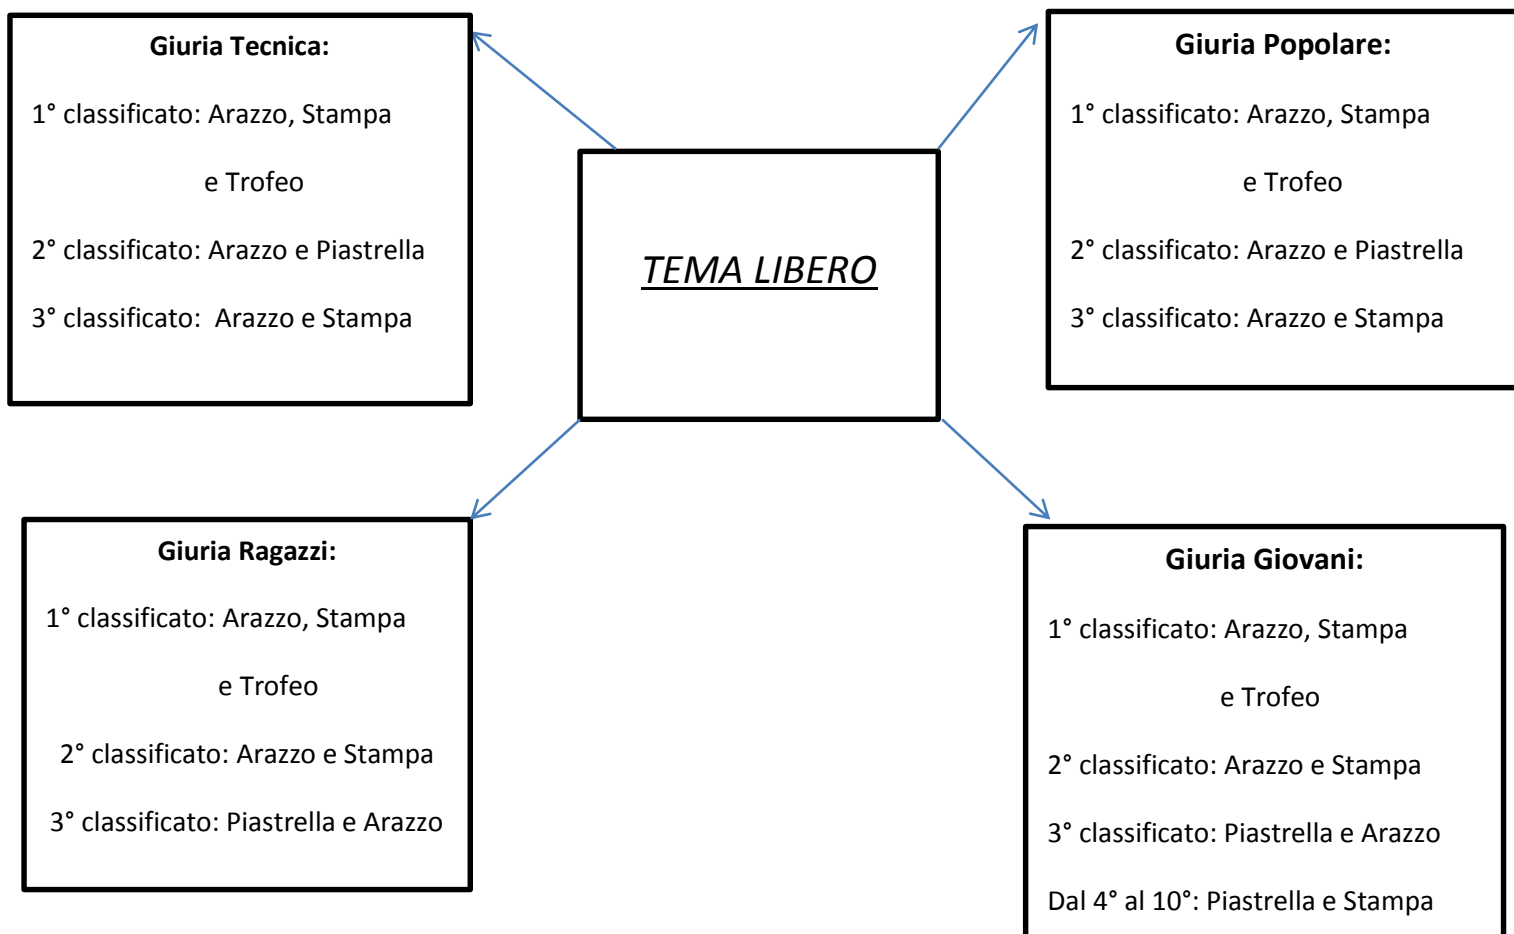 Giuria Tecnica:
1° classificato: Arazzo, Stampa
e Trofeo
2° classificato: Arazzo e Piastrella
3° classificato:  Arazzo e Stampa
Giuria Popolare:
1° classificato: Arazzo, Stampa
e Trofeo
2° classificato: Arazzo e Piastrella
3° classificato: Arazzo e Stampa
TEMA LIBERO
Giuria Ragazzi:
1° classificato: Arazzo, Stampa
e Trofeo
2° classificato: Arazzo e Stampa
3° classificato: Piastrella e Arazzo
Giuria Giovani:
1° classificato: Arazzo, Stampa
e Trofeo
2° classificato: Arazzo e Stampa
3° classificato: Piastrella e Arazzo
Dal 4° al 10°: Piastrella e Stampa